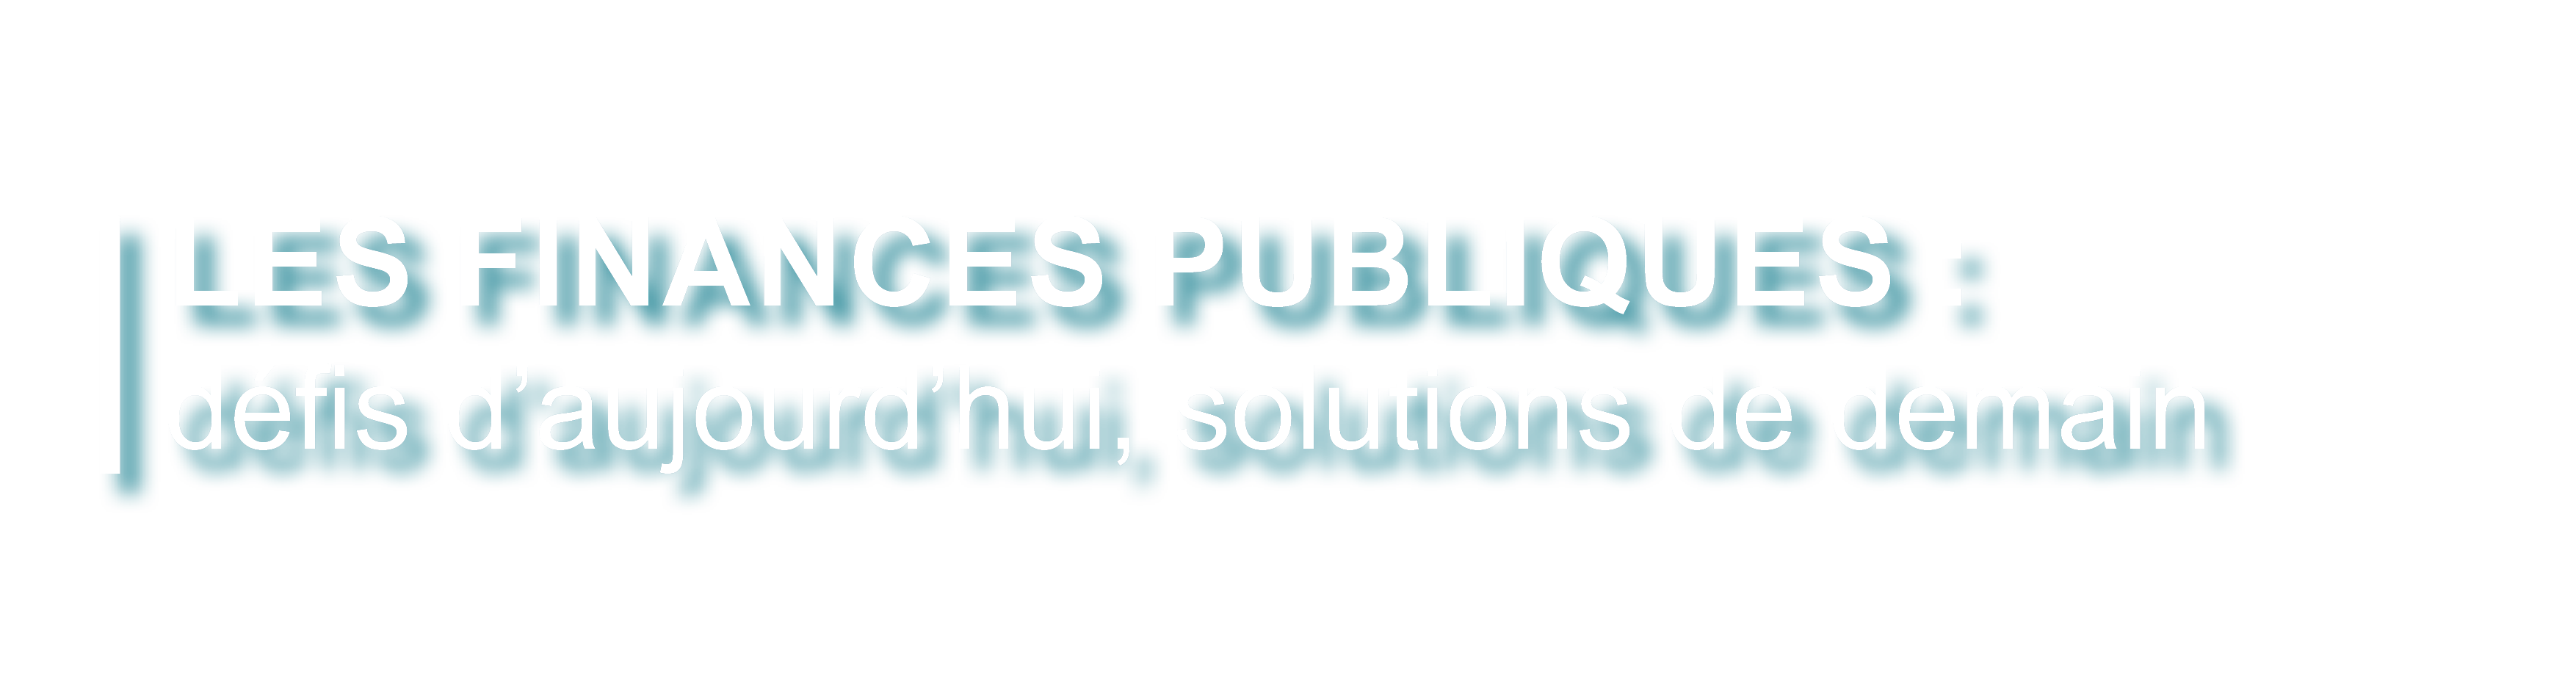 LES FINANCES PUBLIQUES :
défis d’aujourd’hui, solutions de demain